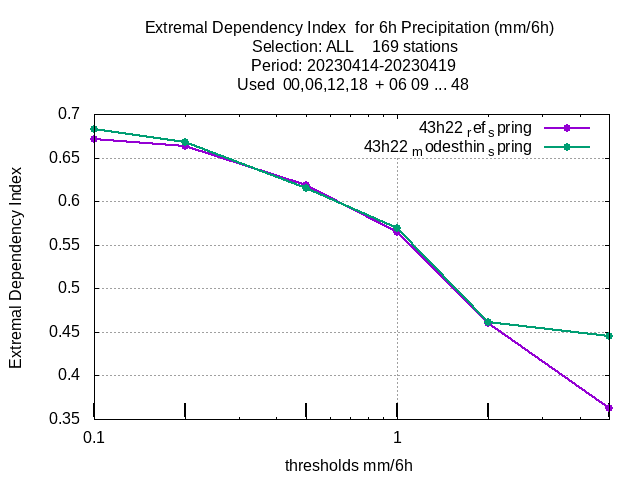 Extremal Dependency Index  for 6h Precipitation (mm/6h)
Selection: ALL    169 stations
Period: 20230414-20230419
Used  00,06,12,18  + 06 09 ... 48
0.7
0.65
0.6
0.55
0.5
0.45
0.4
0.35
Extremal Dependency Index
43h22 ref spring
43h22 modesthin spring
0.1
1
thresholds mm/6h